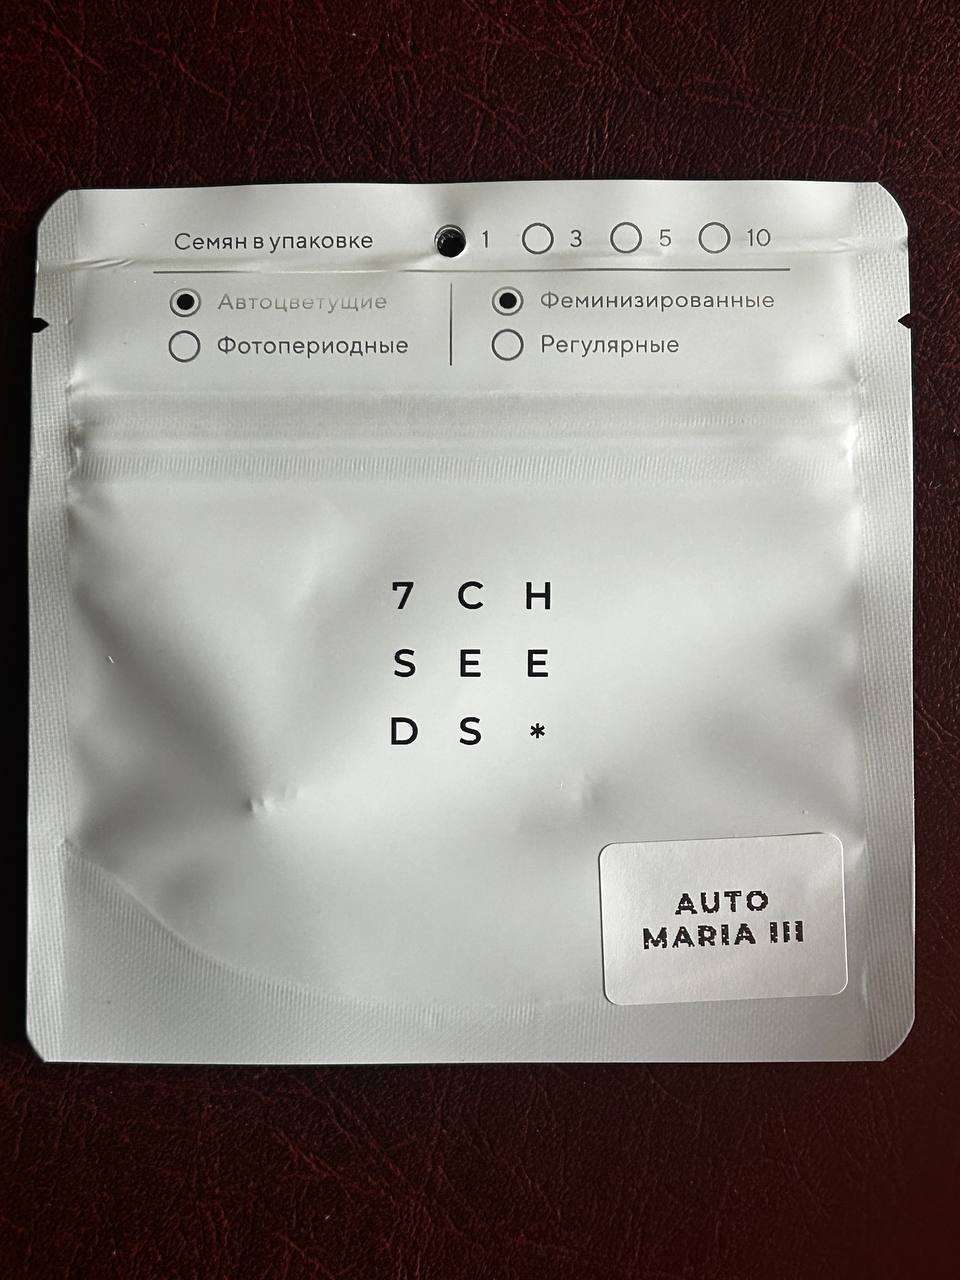 Семян в упаковке 1 3 5 10
Автоцветущие Феминизированные
Фотопериодные Регулярные
7 C H
S E E
D S *
AUTO
MARIA III